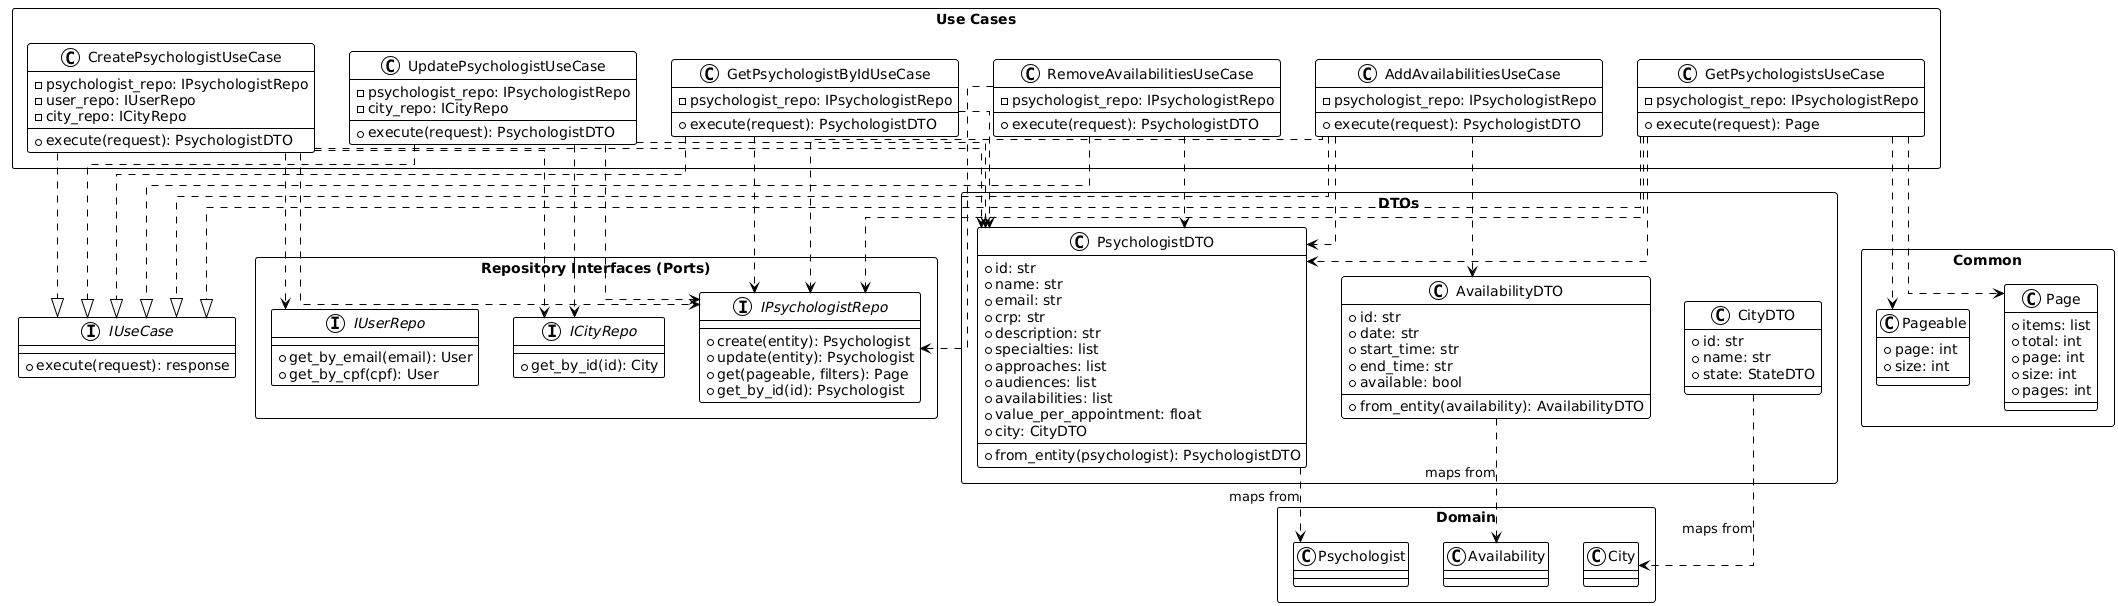 Use Cases
C CreatePsychologistUseCase
psychologist_repo: IPsychologistRepo
user_repo: IUserRepo
city_repo: ICityRepo
execute(request): PsychologistDTO
C UpdatePsychologistUseCase
psychologist_repo: IPsychologistRepo
city_repo: ICityRepo
execute(request): PsychologistDTO
C GetPsychologistByIdUseCase
psychologist_repo: IPsychologistRepo
execute(request): PsychologistDTO
C RemoveAvailabilitiesUseCase
psychologist_repo: IPsychologistRepo
execute(request): PsychologistDTO
C AddAvailabilitiesUseCase
psychologist_repo: IPsychologistRepo
execute(request): PsychologistDTO
C GetPsychologistsUseCase
psychologist_repo: IPsychologistRepo
execute(request): Page
I IUseCase
execute(request): response
Repository Interfaces (Ports)
I IUserRepo
get_by_email(email): User
get_by_cpf(cpf): User
I ICityRepo
get_by_id(id): City
I IPsychologistRepo
create(entity): Psychologist
update(entity): Psychologist
get(pageable, filters): Page
get_by_id(id): Psychologist
DTOs
C PsychologistDTO
id: str
name: str
email: str
crp: str
description: str
specialties: list
approaches: list
audiences: list
availabilities: list
value_per_appointment: float
city: CityDTO
from_entity(psychologist): PsychologistDTO
C AvailabilityDTO
id: str
date: str
start_time: str
end_time: str
available: bool
from_entity(availability): AvailabilityDTO
C CityDTO
id: str
name: str
state: StateDTO
Common
C Pageable
page: int
size: int
C Page
items: list
total: int
page: int
size: int
pages: int
maps from
maps from
maps from
Domain
C Psychologist
C Availability
C City